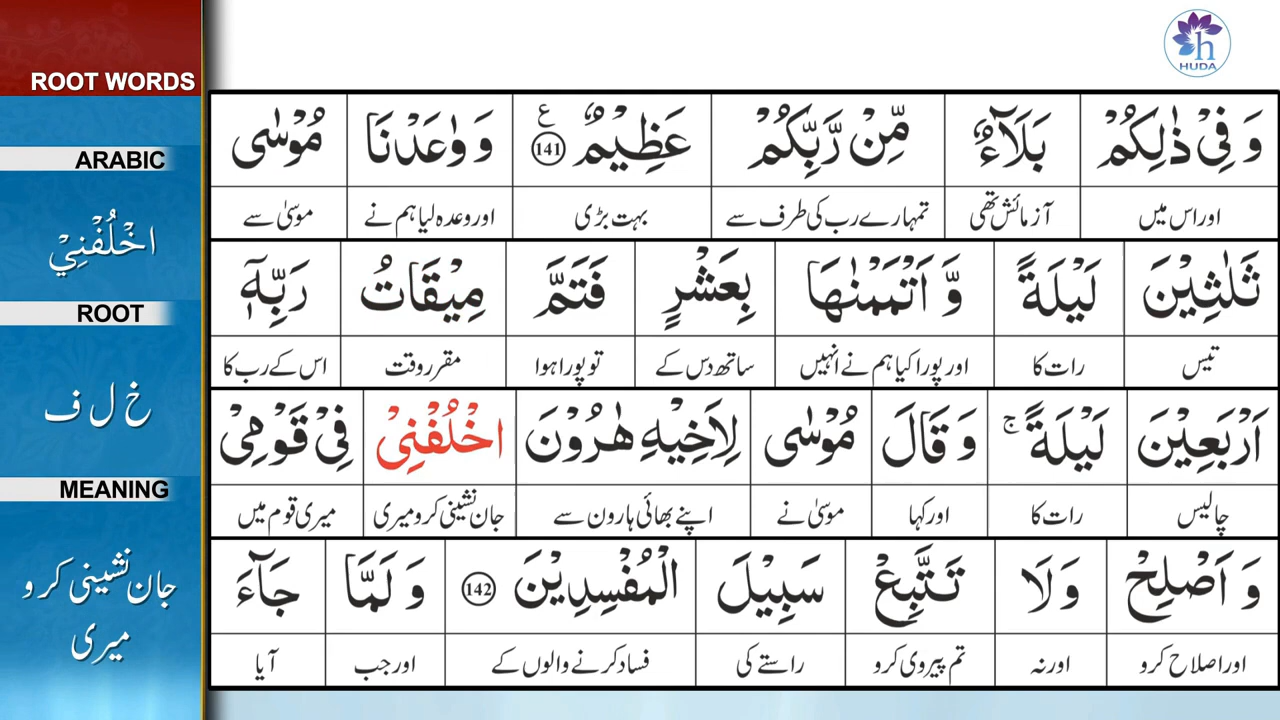 h
HUDA
ROOT WORDS
ARABIC
اخْلُفْنِيْ
ROOT
خ ل ف
MEANING
جان نشینی کرو
میری
وَ فِیْ ذٰلِكُمْ بَلَآءٌ مِّنْ رَّبِّكُمْ عَظِیْمٌ ع 141 وَ وٰعَدْنَا مُوْسٰی
اور اس میں آزمائش تھی تمہارے رب کی طرف سے بہت بڑی اور وعدہ لیا ہم نے موسیٰ سے
ثَلٰثِیْنَ لَیْلَةً وَّ اَتْمَمْنٰهَا بِعَشْرٍ فَتَمَّ مِیْقَاتُ رَبِّهٖۤ
تیس رات کا اور پورا کیا ہم نے انہیں ساتھ دس کے تو پورا ہوا مقرر وقت اس کے رب کا
اَرْبَعِیْنَ لَیْلَةً ۚ وَ قَالَ مُوْسٰی لِاَخِیْهِ هٰرُوْنَ اخْلُفْنِیْ فِیْ قَوْمِیْ
چالیس رات کا اور کہا موسیٰ نے اپنے بھائی ہارون سے جان نشینی کرو میری میری قوم میں
وَ اَصْلِحْ وَلَا تَتَّبِعْ سَبِیْلَ الْمُفْسِدِیْنَ 142 وَ لَمَّا جَآءَ
اور اصلاح کرو اور نہ تم پیروی کرو راستے کی فساد کرنے والوں کے اور جب آیا